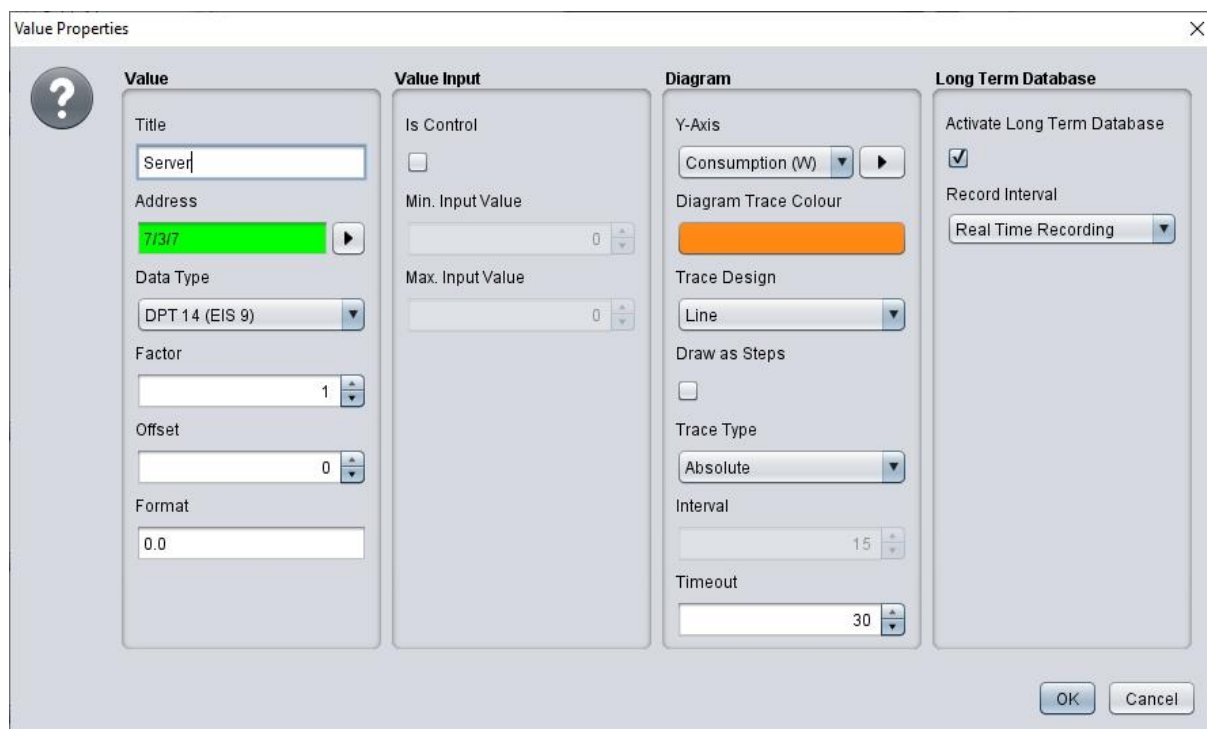 Value Properties
Value
Title
Server
Address
7/3/7
Data Type
DPT 14 (EIS 9)
Factor
1
Offset
0
Format
0.0
Value Input
Is Control
Min. Input Value
0
Max. Input Value
0
Diagram
Y-Axis
Consumption (W)
Diagram Trace Colour
Trace Design
Line
Draw as Steps
Trace Type
Absolute
Interval
15
Timeout
30
Long Term Database
Activate Long Term Database
Record Interval
Real Time Recording
OK
Cancel